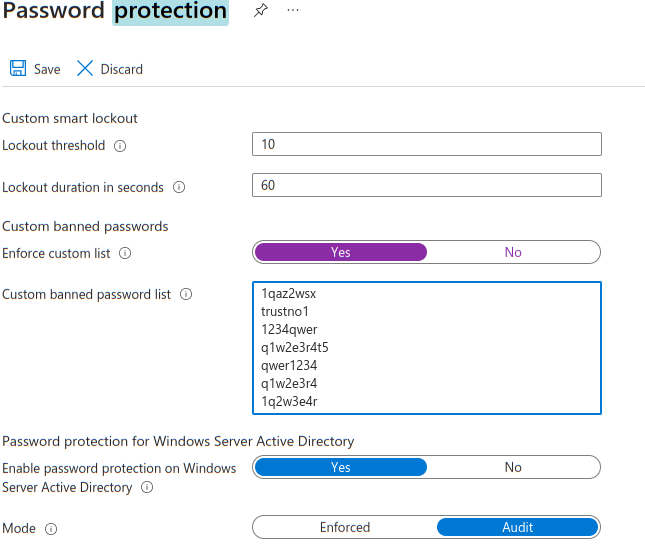 Password protection
Save Discard
Custom smart lockout
Lockout threshold 10
Lockout duration in seconds 60
Custom banned passwords
Enforce custom list Yes No
Custom banned password list
1qaz2wsx
trustno1
1234qwer
q1w2e3r4t5
qwer1234
q1w2e3r4
1q2w3e4r
Password protection for Windows Server Active Directory
Enable password protection on Windows
Server Active Directory
Yes No
Mode Enforced Audit